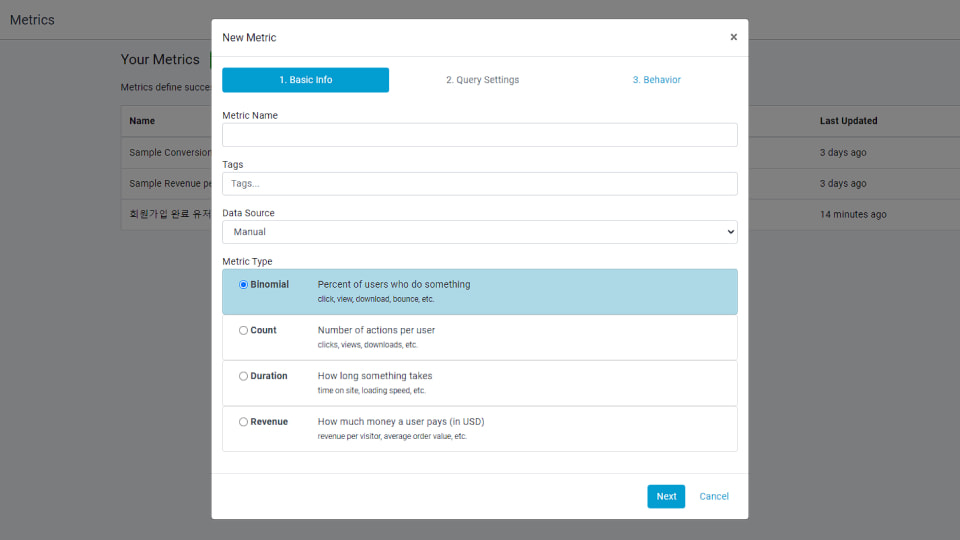 Metrics
New Metric
×
Your Metrics
Metrics define
1. Basic Info
2. Query Settings
3. Behavior
Metric Name
Name
Last Updated
Sample Conversion
3 days ago
Sample Revenue
3 days ago
회원가입 완료 유저
14 minutes ago
Tags
Tags...
Data Source
Manual
Metric Type
Binomial
Percent of users who do something
click, view, download, bounce, etc.
Count
Number of actions per user
clicks, views, downloads, etc.
Duration
How long something takes
time on site, loading speed, etc.
Revenue
How much money a user pays (in USD)
revenue per visitor, average order value, etc.
Next
Cancel